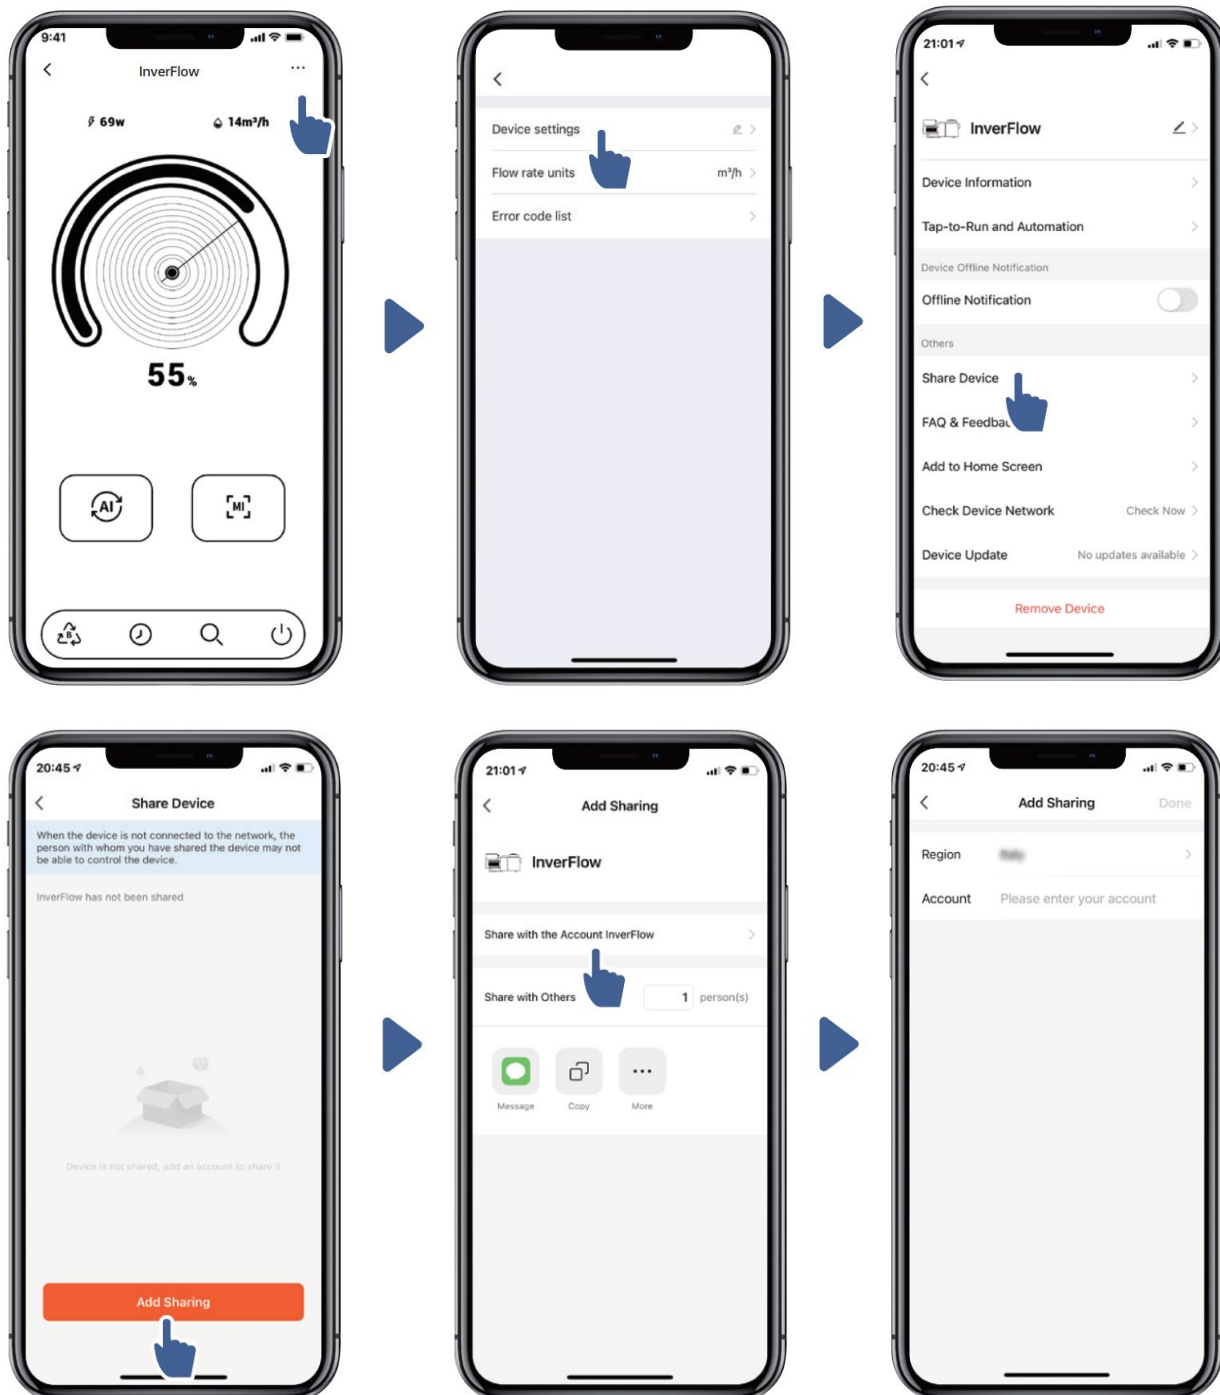 9:41
InverFlow
69w
14m³/h
55%
AI
MI
B
Device settings
Flow rate units
m³/h
Error code list
21:01
InverFlow
Device Information
Tap-to-Run and Automation
Device Offline Notification
Offline Notification
Others
Share Device
FAQ & Feedbac
Add to Home Screen
Check Device Network
Check Now
Device Update
No updates available
Remove Device
20:45
Share Device
When the device is not connected to the network, the
person with whom you have shared the device may not
be able to control the device.
InverFlow has not been shared
Device is not shared, add an account to share it
Add Sharing
21:01
Add Sharing
InverFlow
Share with the Account InverFlow
Share with Others
1 person(s)
Message
Copy
More
20:45
Add Sharing
Done
Region
Account
Please enter your account